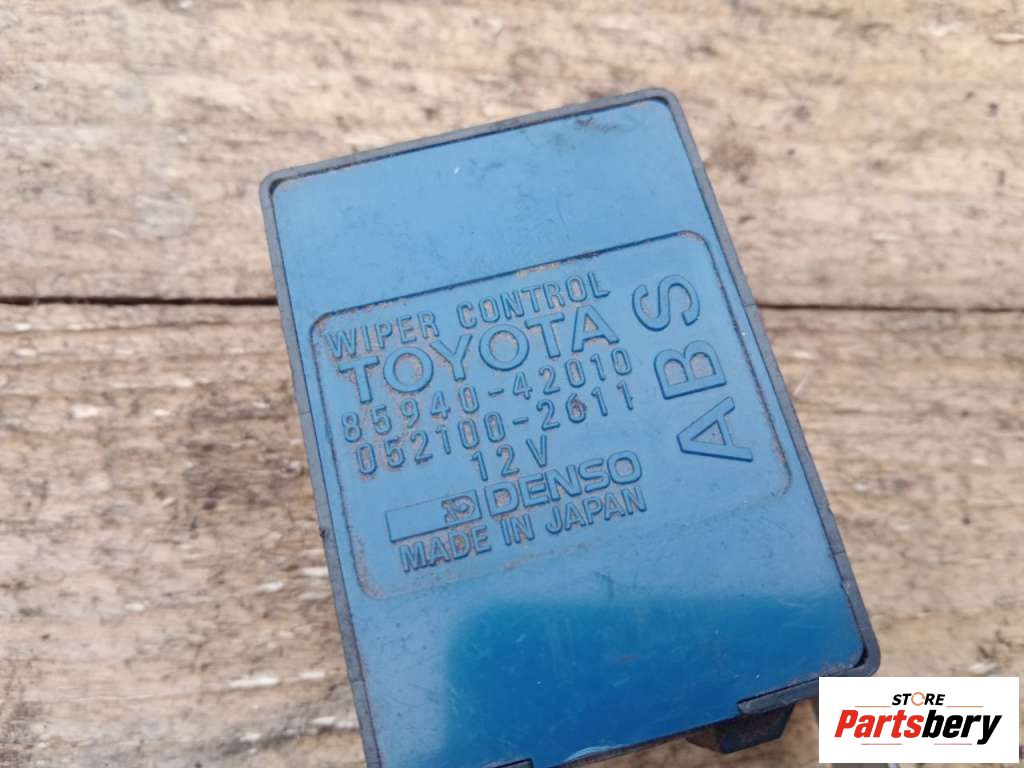 WIPER CONTROL
TOYOTA
85940-42010
052100-2611
12V
DENSO
MADE IN JAPAN
ABS
STORE
Partsbery